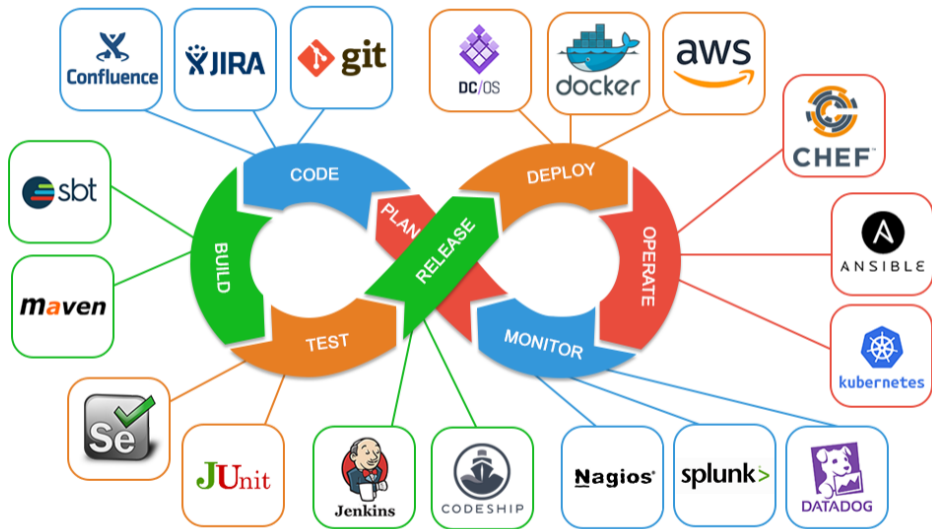 Confluence
JIRA
git
DC/OS
docker
aws
CHEF™
sbt
CODE
DEPLOY
PLAN
RELEASE
BUILD
OPERATE
ANSIBLE
maven
TEST
MONITOR
kubernetes
Se
JUnit
Jenkins
CODESHIP
Nagios®
splunk>
DATADOG